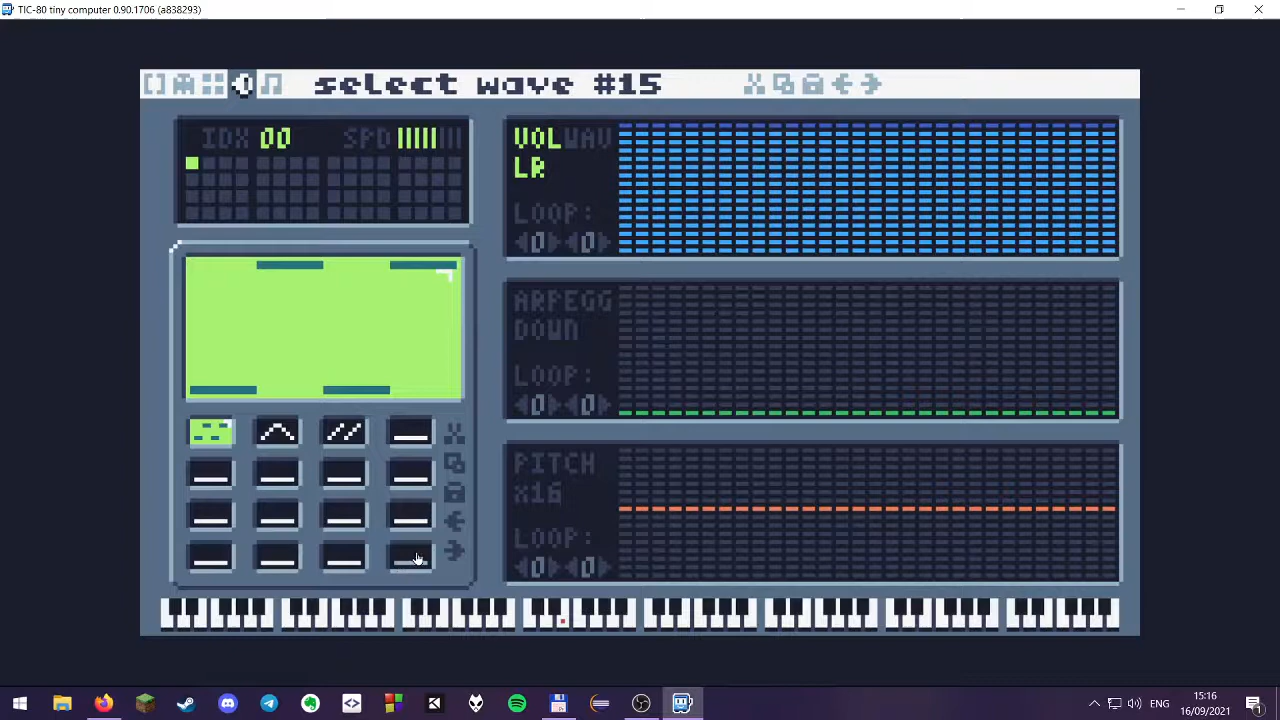 TIC-80 tiny computer 0.90.1706 (a838293)
select wave #15
IDX 00 SPD
VOL WAV
LR
LOOP:
0 0
ARPEGG
DOWN
LOOP:
0 0
PITCH
x16
LOOP:
0 0
ENG
15:16
16/09/2021
1